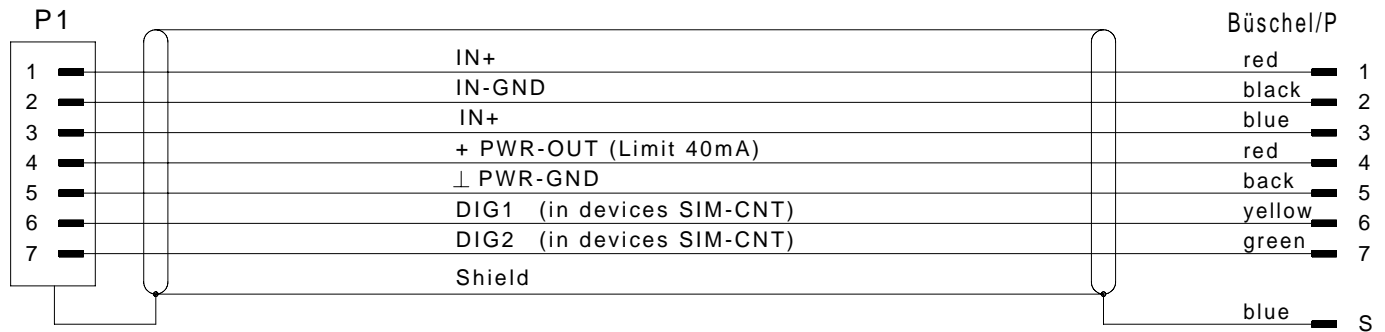 P1 Büschel/P
1 IN+ red 1
2 IN-GND black 2
3 IN+ blue 3
4 + PWR-OUT (Limit 40mA) red 4
5 ⊥ PWR-GND back 5
6 DIG1 (in devices SIM-CNT) yellow 6
7 DIG2 (in devices SIM-CNT) green 7
Shield
blue S